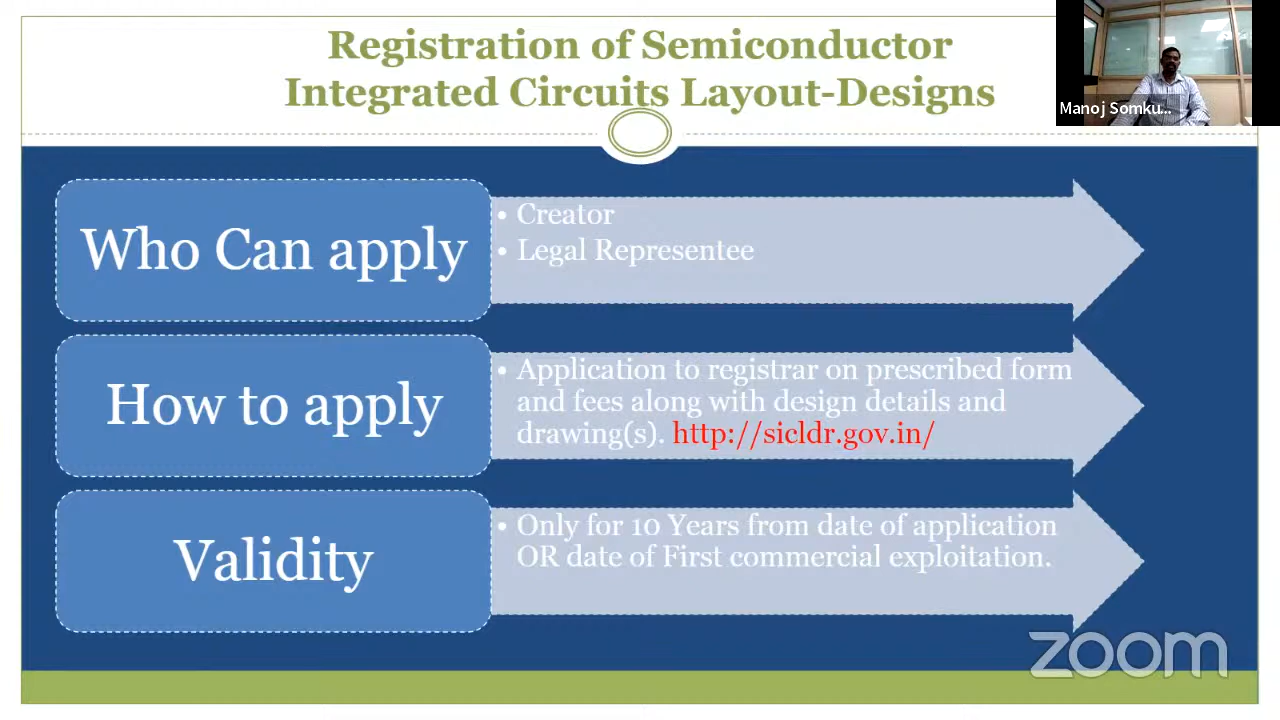 Registration of Semiconductor
Integrated Circuits Layout-Designs
Manoj Somku...
Who Can apply
• Creator
• Legal Representee
How to apply
• Application to registrar on prescribed form
and fees along with design details and
drawing(s). http://sicldr.gov.in/
Validity
• Only for 10 Years from date of application
OR date of First commercial exploitation.
zoom